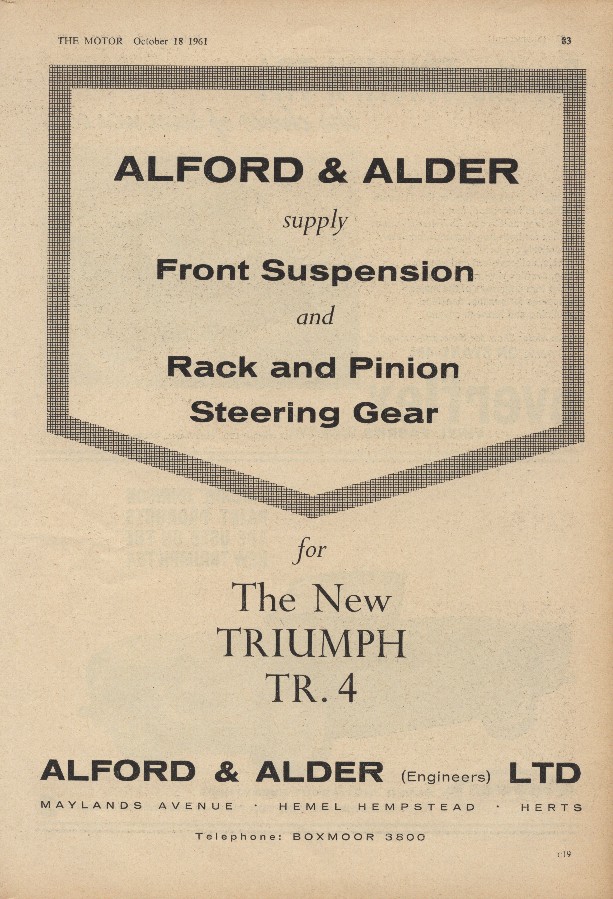 THE MOTOR October 18 1961
83
ALFORD & ALDER
supply
Front Suspension
and
Rack and Pinion
Steering Gear
for
The New
TRIUMPH
TR. 4
ALFORD & ALDER (Engineers) LTD
MAYLANDS AVENUE · HEMEL HEMPSTEAD · HERTS
Telephone: BOXMOOR 3800